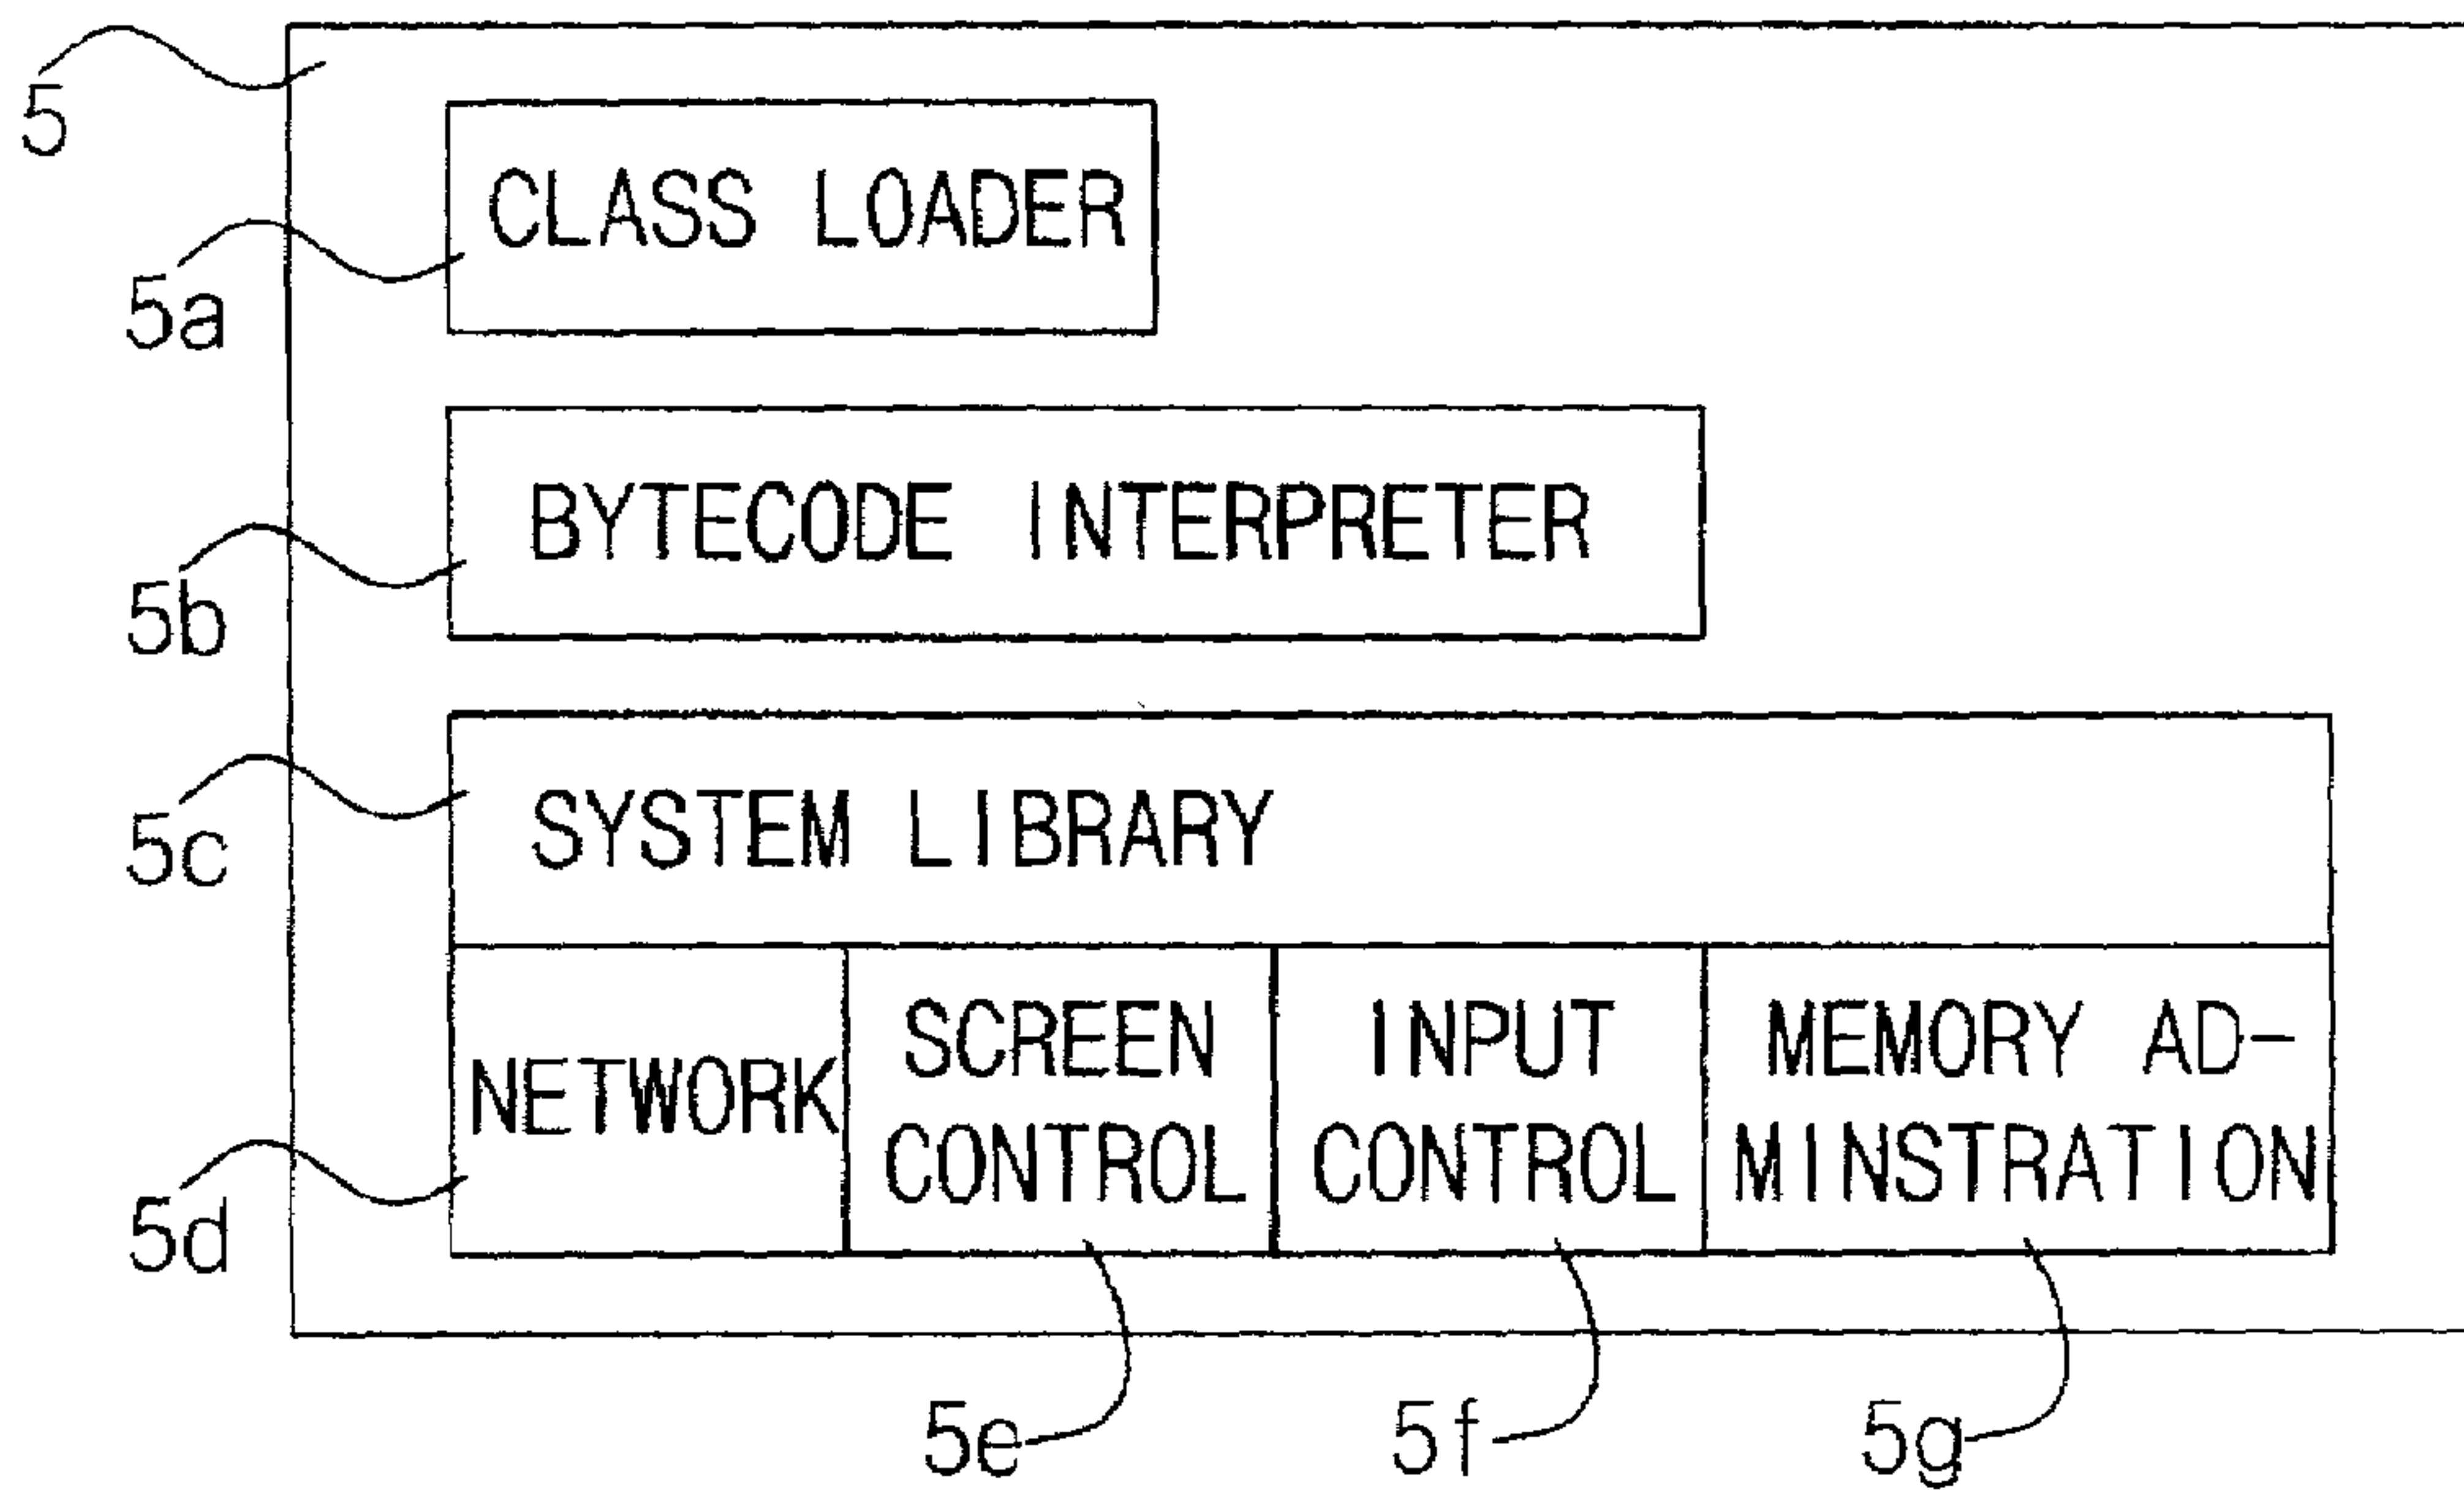 5
CLASS LOADER
5a
BYTECODE INTERPRETER
5b
SYSTEM LIBRARY
5c
NETWORK
SCREEN
CONTROL
INPUT
CONTROL
MEMORY AD-
MINSTRATION
5d
5e
5f
5g